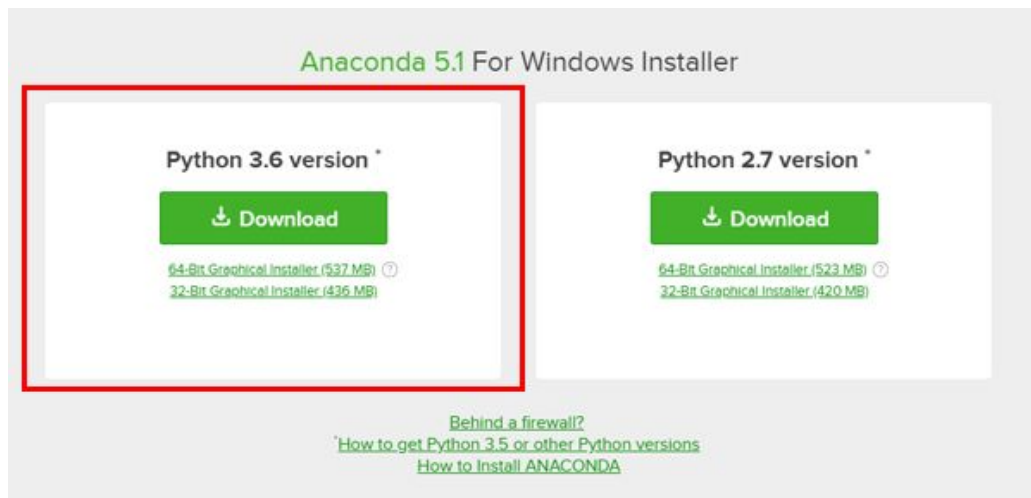 Anaconda 5.1 For Windows Installer
Python 3.6 version *
Download
64-Bit Graphical Installer (537 MB) ?
32-Bit Graphical Installer (436 MB)
Python 2.7 version *
Download
64-Bit Graphical Installer (523 MB) ?
32-Bit Graphical Installer (420 MB)
Behind a firewall?
*How to get Python 3.5 or other Python versions
How to Install ANACONDA